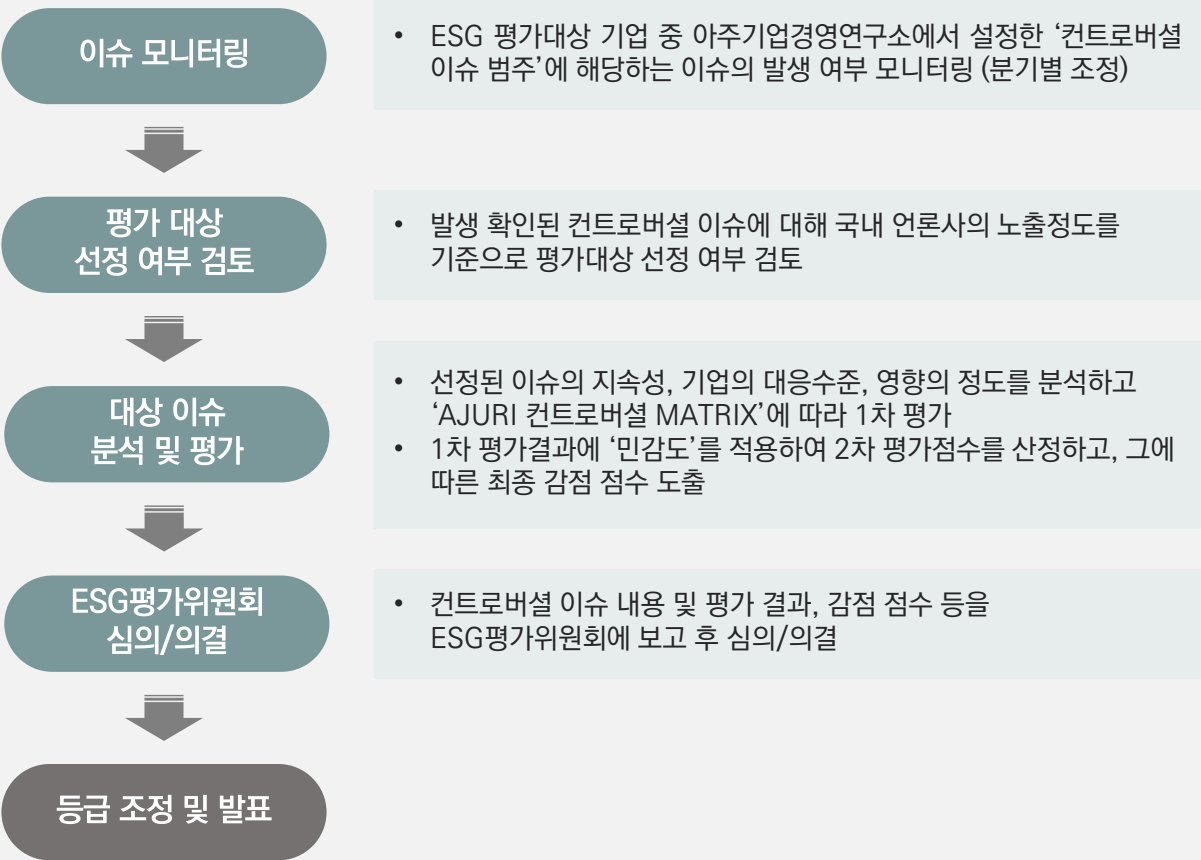 이슈 모니터링
• ESG 평가대상 기업 중 아주기업경영연구소에서 설정한 ‘컨트로버셜
이슈 범주’에 해당하는 이슈의 발생 여부 모니터링 (분기별 조정)
평가 대상
선정 여부 검토
• 발생 확인된 컨트로버셜 이슈에 대해 국내 언론사의 노출정도를
기준으로 평가대상 선정 여부 검토
대상 이슈
분석 및 평가
• 선정된 이슈의 지속성, 기업의 대응수준, 영향의 정도를 분석하고
‘AJURI 컨트로버셜 MATRIX’에 따라 1차 평가
• 1차 평가결과에 ‘민감도’를 적용하여 2차 평가점수를 산정하고, 그에
따른 최종 감점 점수 도출
ESG평가위원회
심의/의결
• 컨트로버셜 이슈 내용 및 평가 결과, 감점 점수 등을
ESG평가위원회에 보고 후 심의/의결
등급 조정 및 발표